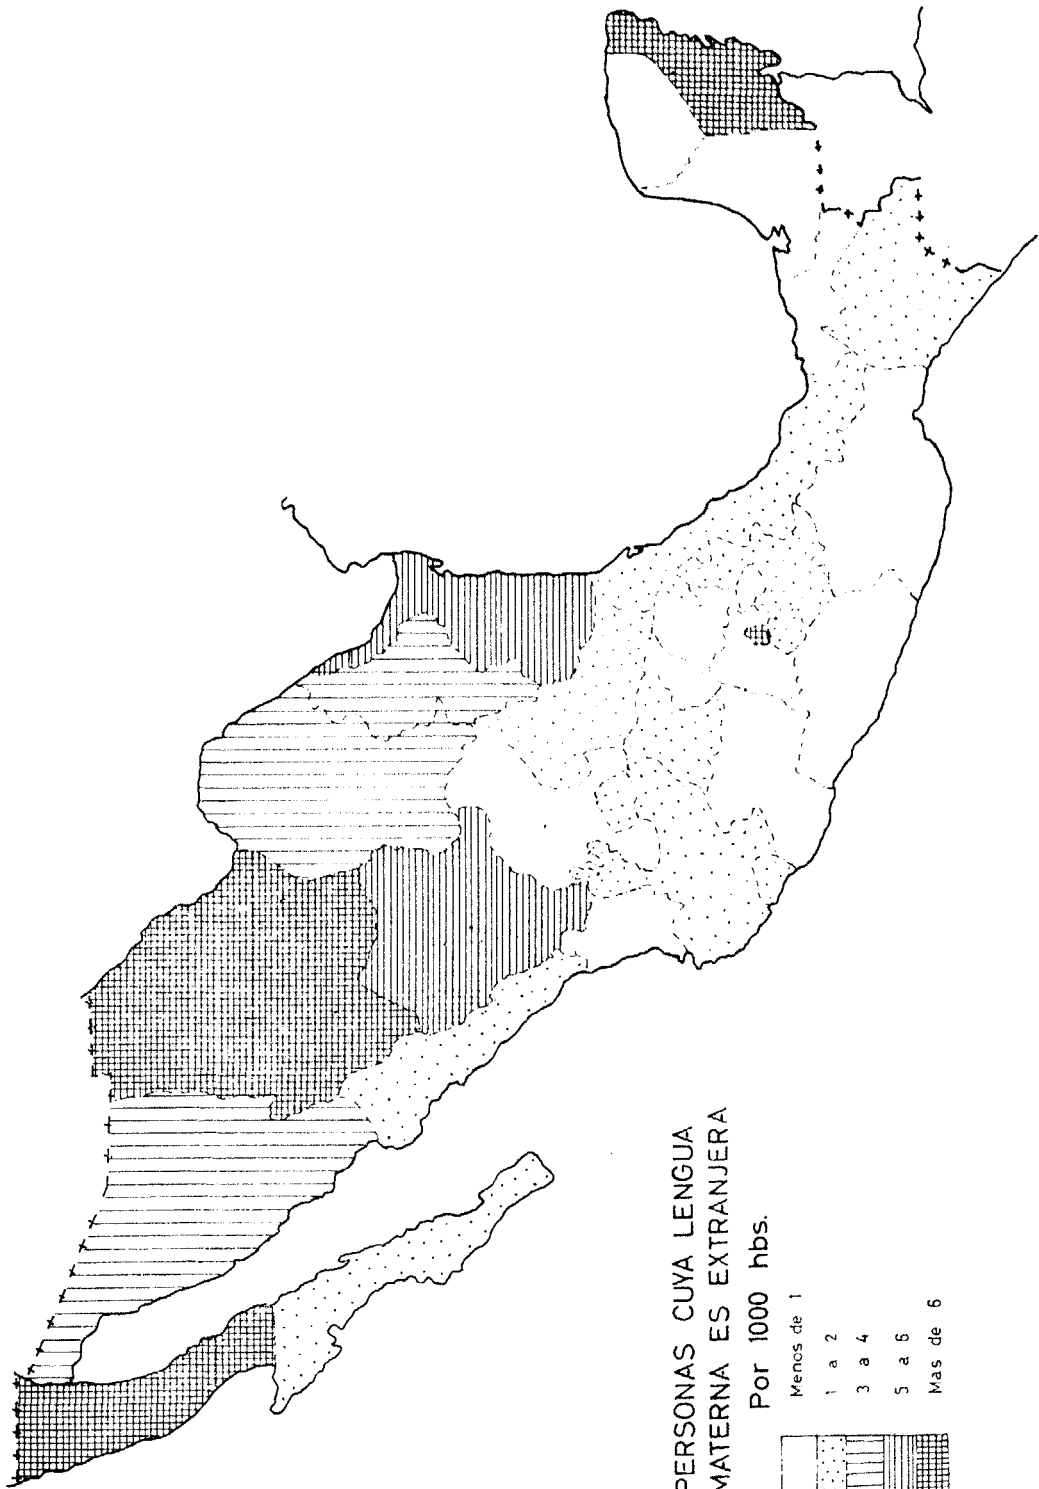 PERSONAS CUYA LENGUA
MATERNA ES EXTRANJERA
Por 1000 hbs.
Menos de 1
1 a 2
3 a 4
5 a 6
Mas de 6